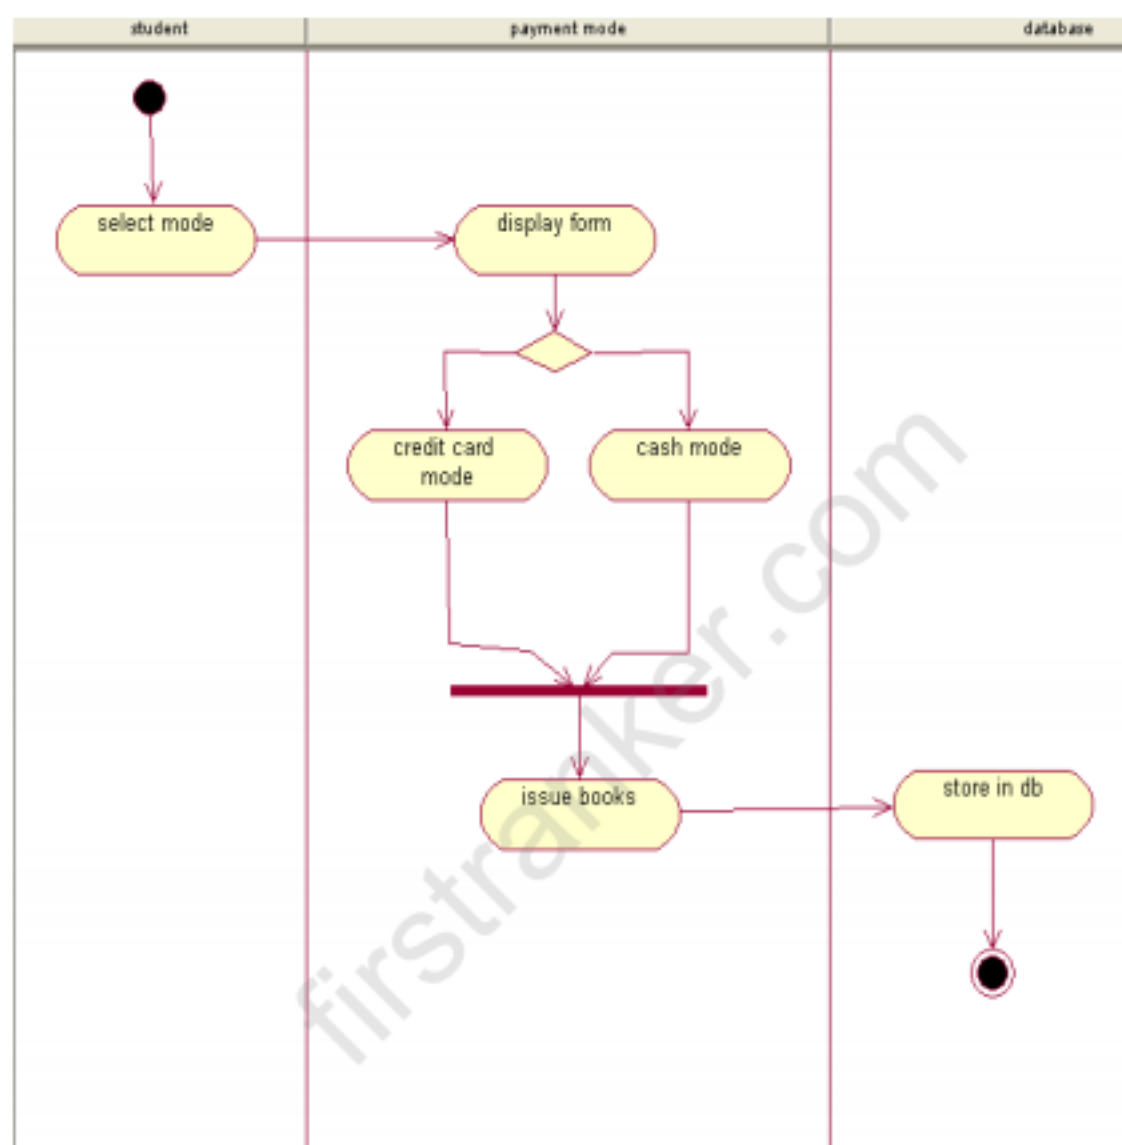 student
payment mode
database
select mode
display form
credit card
mode
cash mode
issue books
store in db
firstranker.com